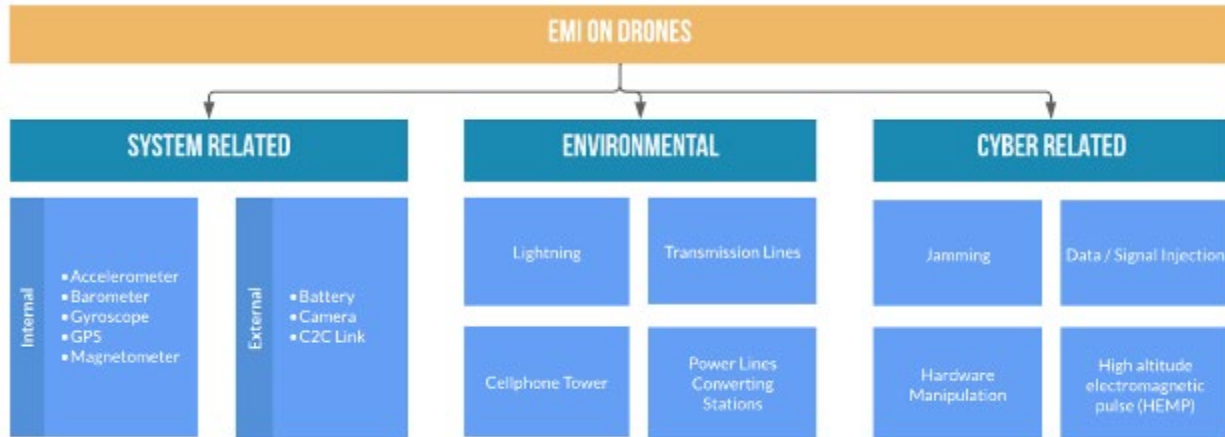 EMI ON DRONES
SYSTEM RELATED
Internal
• Accelerometer
• Barometer
• Gyroscope
• GPS
• Magnetometer
External
• Battery
• Camera
• C2C Link
ENVIRONMENTAL
Lightning
Transmission Lines
Cellphone Tower
Power Lines
Converting
Stations
CYBER RELATED
Jamming
Data / Signal Injection
Hardware
Manipulation
High altitude
electromagnetic
pulse (HEMP)